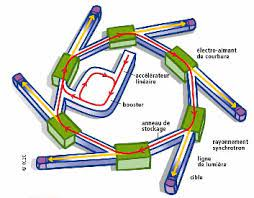 électro-aimant
de courbure
accélérateur
linéaire
booster
anneau de
stockage
rayonnement
synchrotron
ligne
de lumière
cible